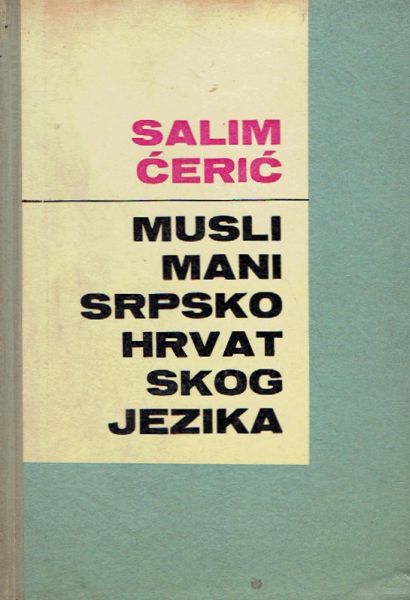 SALIM
ĆERIĆ
MUSLI
MANI
SRPSKO
HRVAT
SKOG
JEZIKA